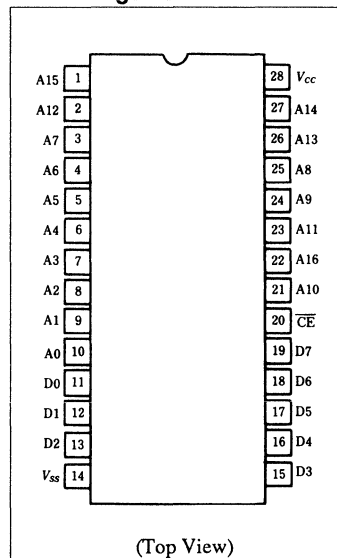 A15 1 28 Vcc
A12 2 27 A14
A7 3 26 A13
A6 4 25 A8
A5 5 24 A9
A4 6 23 A11
A3 7 22 A16
A2 8 21 A10
A1 9 20 CE
A0 10 19 D7
D0 11 18 D6
D1 12 17 D5
D2 13 16 D4
Vss 14 15 D3
(Top View)